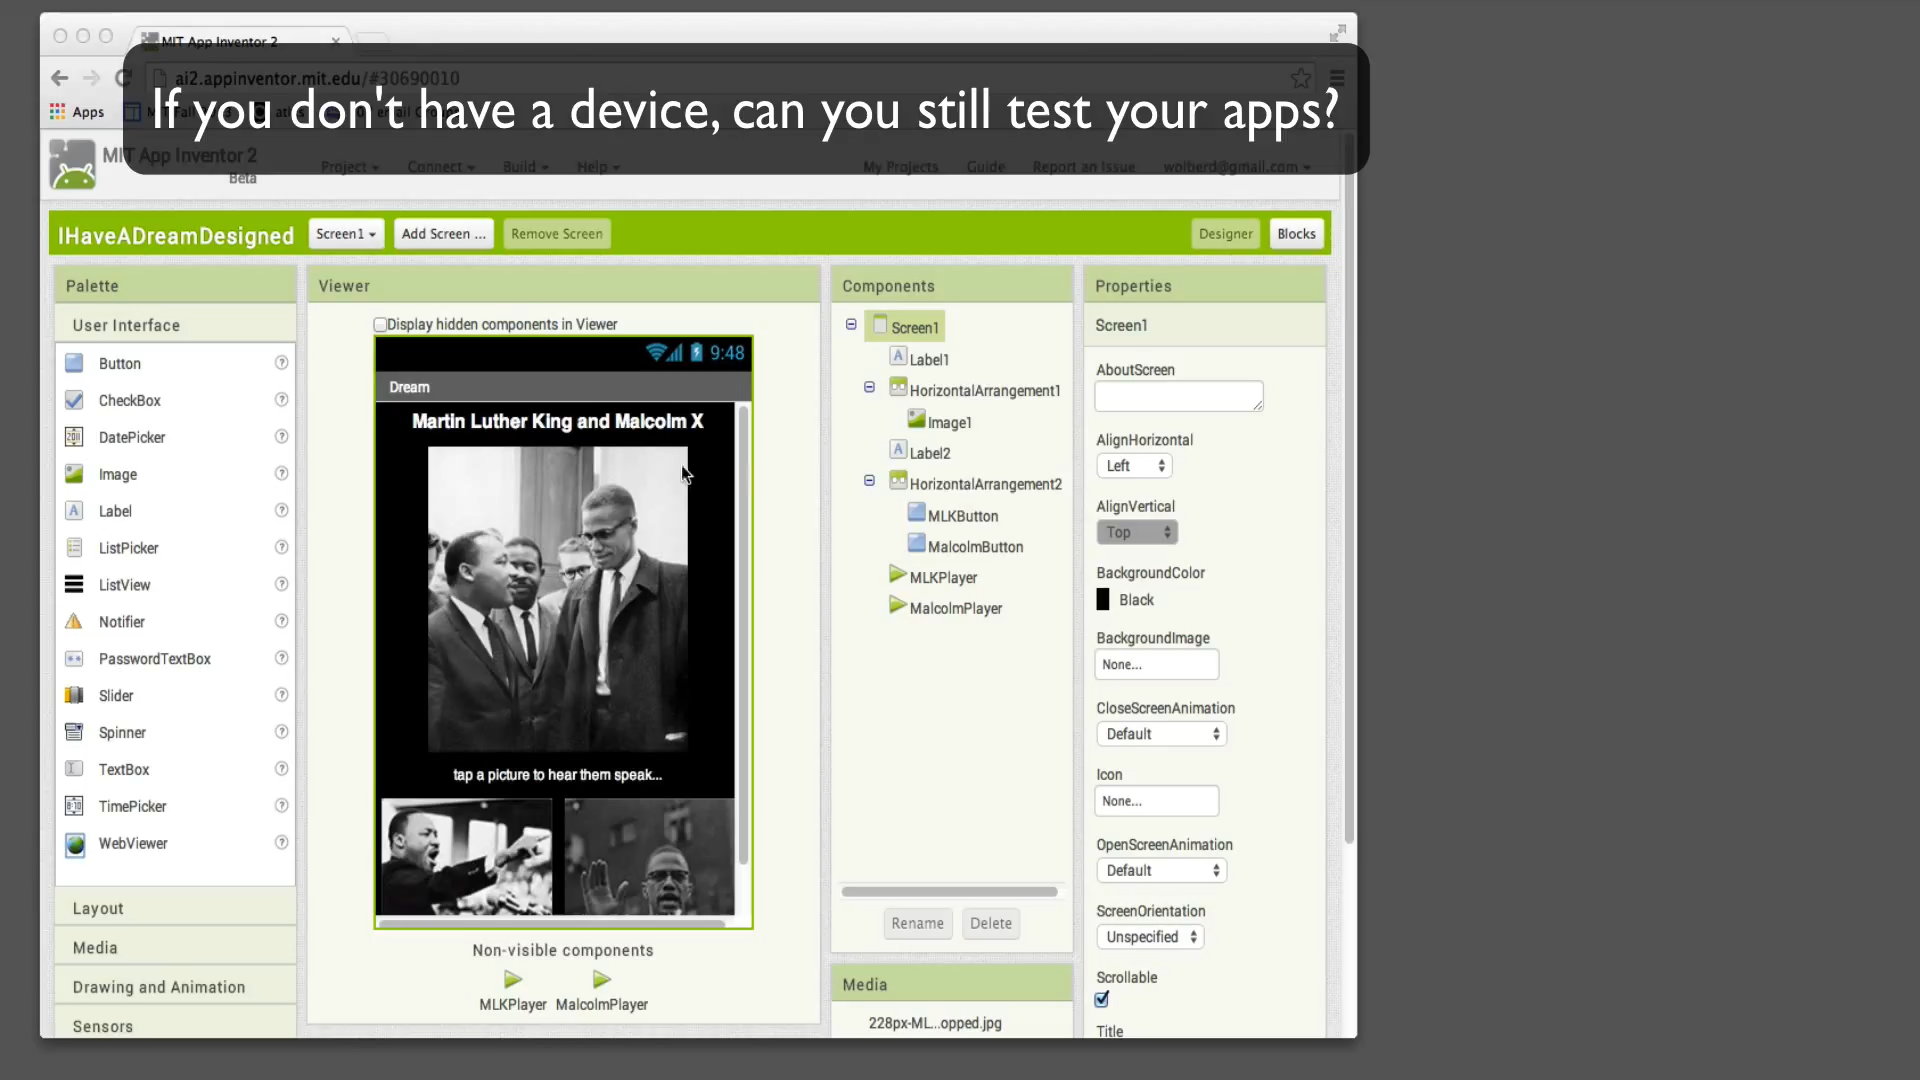 MIT App Inventor 2
ai2.appinventor.mit.edu/#30690010
Apps
If you don't have a device, can you still test your apps?
MIT App Inventor 2
Beta
Project
Connect
Build
Help
My Projects
Guide
Report an Issue
wolberd@gmail.com
IHaveADreamDesigned
Screen1
Add Screen ...
Remove Screen
Designer
Blocks
Palette
User Interface
Button
CheckBox
DatePicker
Image
Label
ListPicker
ListView
Notifier
PasswordTextBox
Slider
Spinner
TextBox
TimePicker
WebViewer
Layout
Media
Drawing and Animation
Sensors
Viewer
Display hidden components in Viewer
9:48
Dream
Martin Luther King and Malcolm X
tap a picture to hear them speak...
Non-visible components
MLKPlayer
MalcolmPlayer
Components
Screen1
Label1
HorizontalArrangement1
Image1
Label2
HorizontalArrangement2
MLKButton
MalcolmButton
MLKPlayer
MalcolmPlayer
Rename
Delete
Media
228px-ML...opped.jpg
Properties
Screen1
AboutScreen
AlignHorizontal
Left
AlignVertical
Top
BackgroundColor
Black
BackgroundImage
None...
CloseScreenAnimation
Default
Icon
None...
OpenScreenAnimation
Default
ScreenOrientation
Unspecified
Scrollable
Title